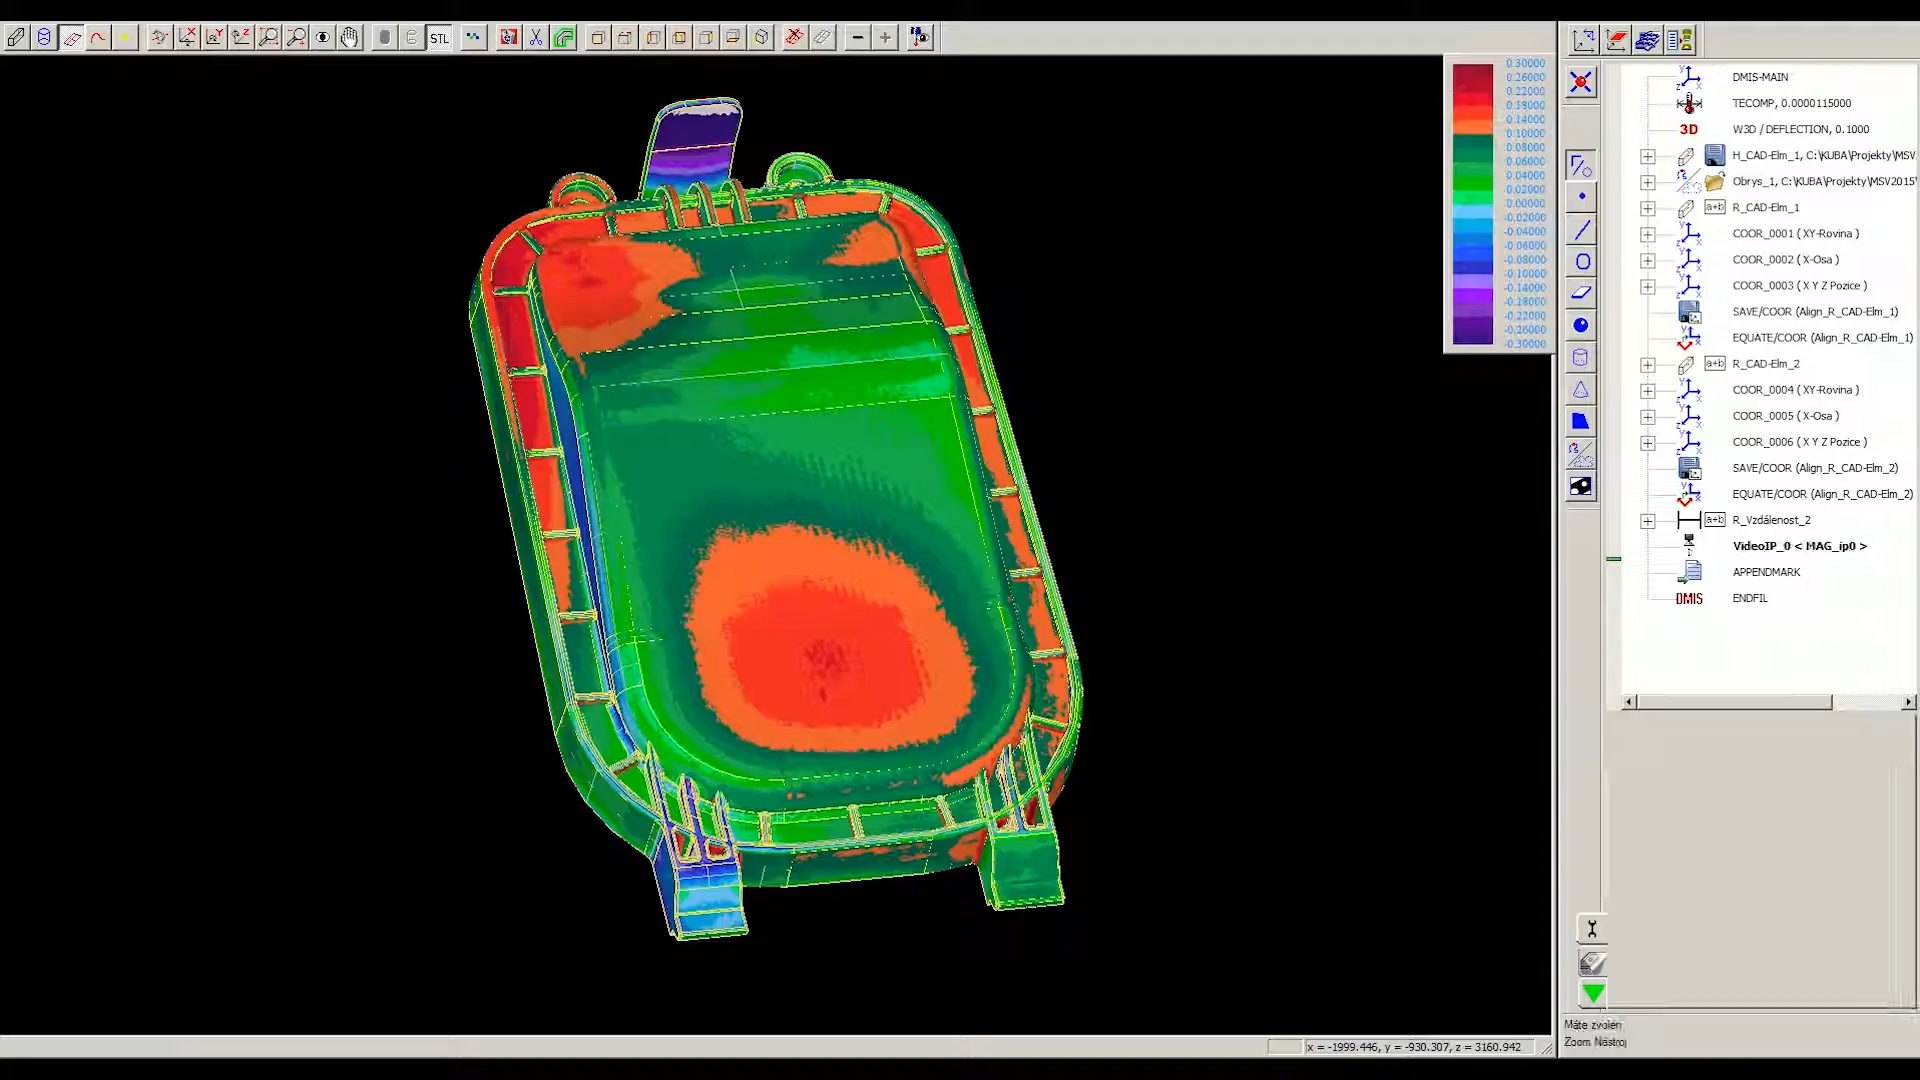 STL
0.30000
0.26000
0.22000
0.18000
0.14000
0.10000
0.08000
0.06000
0.04000
0.02000
0.00000
-0.02000
-0.04000
-0.06000
-0.08000
-0.10000
-0.14000
-0.18000
-0.22000
-0.26000
-0.30000
DMIS-MAIN
TECOMP, 0.0000115000
3D W3D / DEFLECTION, 0.1000
H_CAD-Elm_1, C:\KUBA\Projekty\MSV
Obrys_1, C:\KUBA\Projekty\MSV2015\
a+b R_CAD-Elm_1
COOR_0001 ( XY-Rovina )
COOR_0002 ( X-Osa )
COOR_0003 ( X Y Z Pozice )
SAVE/COOR (Align_R_CAD-Elm_1)
EQUATE/COOR (Align_R_CAD-Elm_1)
a+b R_CAD-Elm_2
COOR_0004 ( XY-Rovina )
COOR_0005 ( X-Osa )
COOR_0006 ( X Y Z Pozice )
SAVE/COOR (Align_R_CAD-Elm_2)
EQUATE/COOR (Align_R_CAD-Elm_2)
a+b R_Vzdálenost_2
VideoIP_0 < MAG_ip0 >
APPENDMARK
DMIS ENDFIL
Máte zvolen
Zoom Nástroj
x = -1999.446, y = -930.307, z = 3160.942